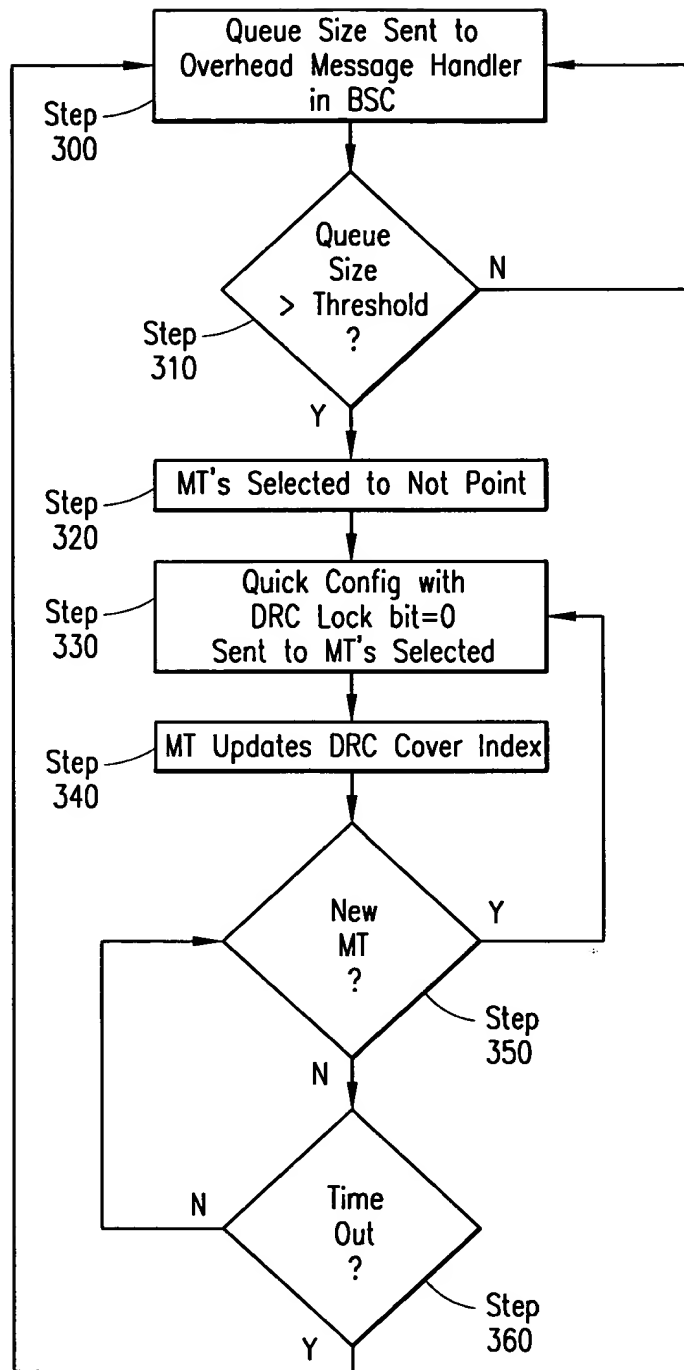 Queue Size Sent to
Overhead Message Handler
in BSC
Step
300
Queue
Size
> Threshold
?
N
Step
310
Y
MT's Selected to Not Point
Step
320
Quick Config with
DRC Lock bit=0
Sent to MT's Selected
Step
330
MT Updates DRC Cover Index
Step
340
New
MT
?
Y
Step
350
N
Time
Out
?
N
Step
360
Y